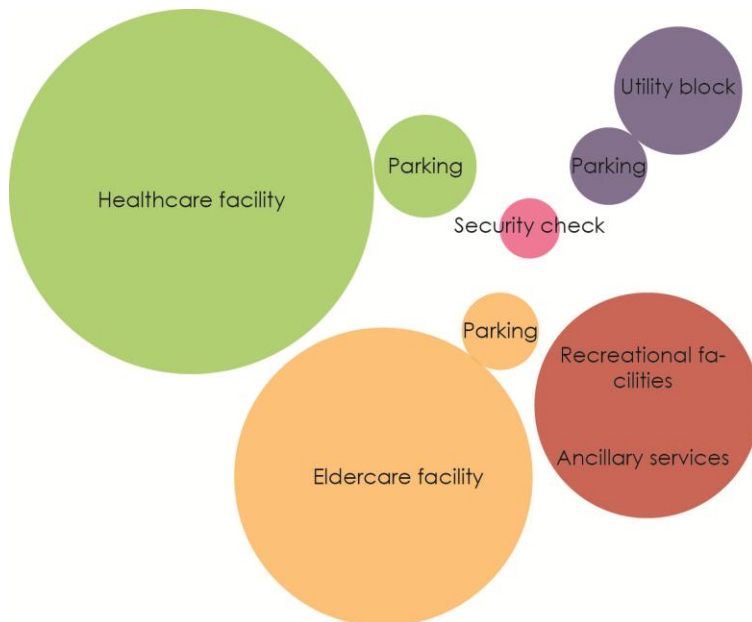 Utility block
Parking
Parking
Healthcare facility
Security check
Parking
Recreational fa-
cilities
Ancillary services
Eldercare facility